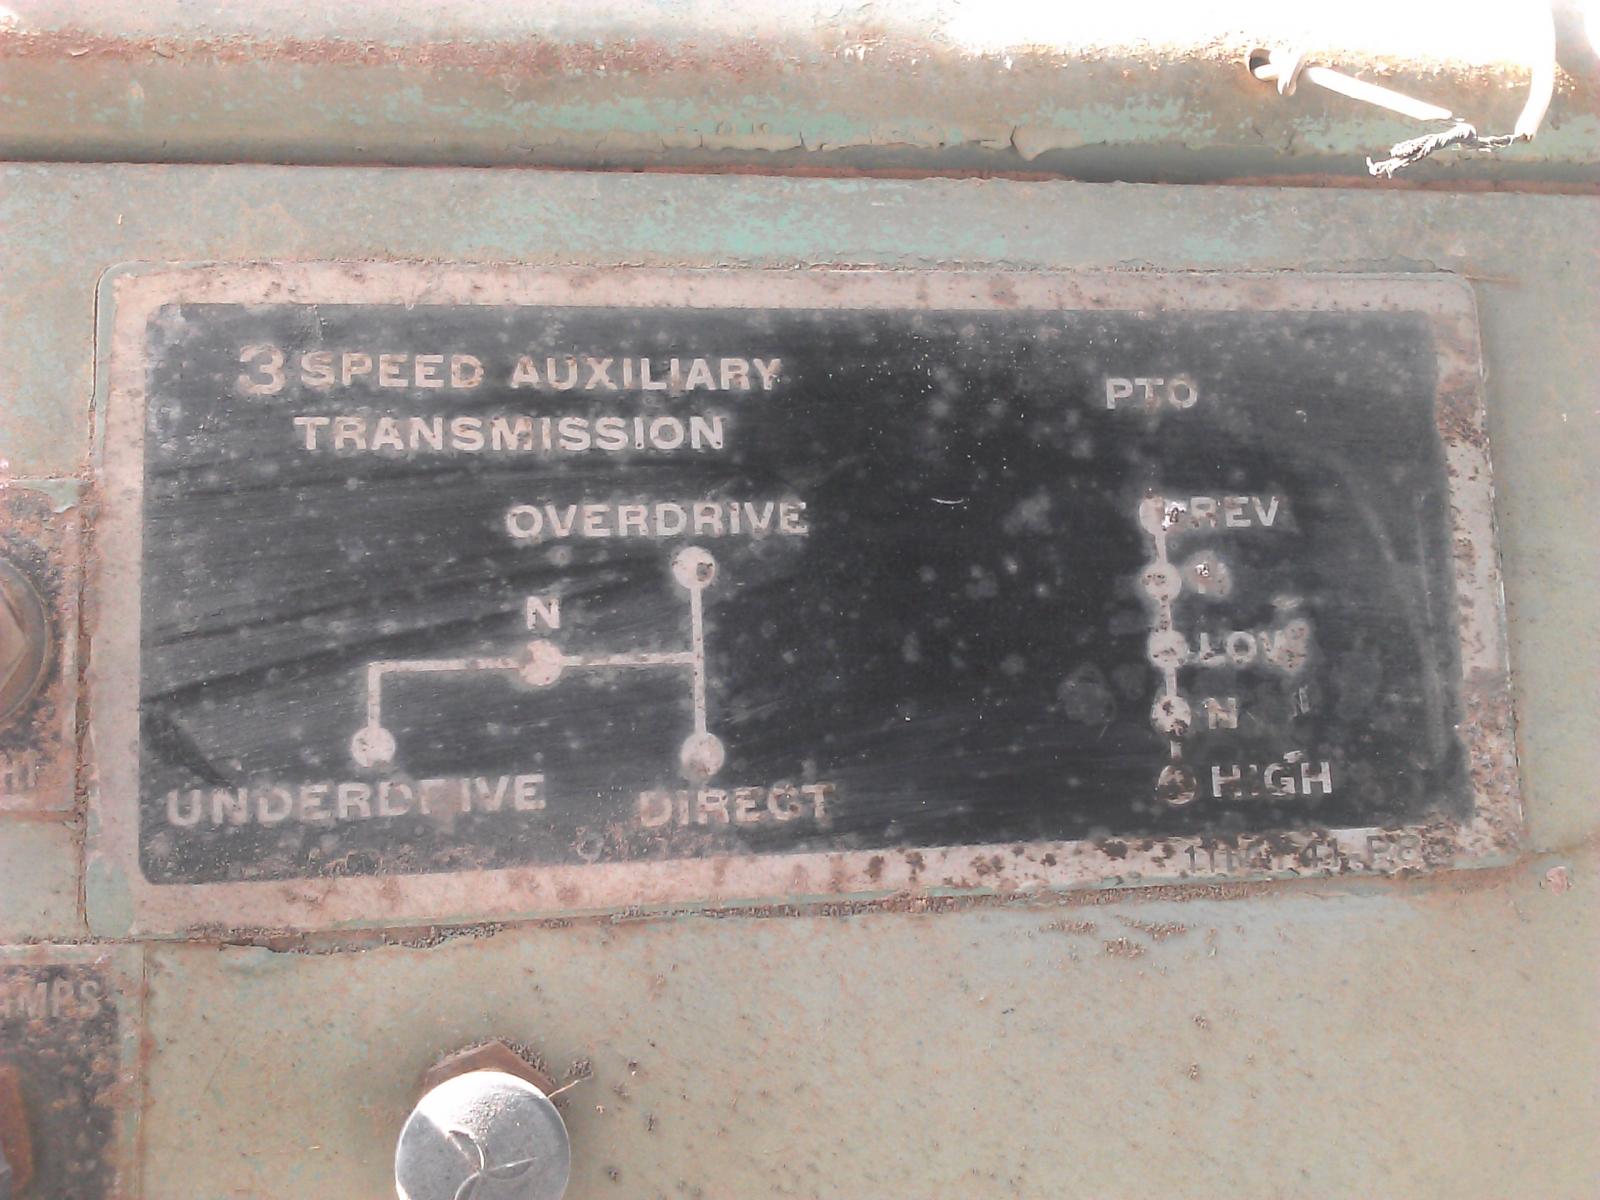 3 SPEED AUXILIARY
TRANSMISSION
OVERDRIVE
N
UNDERDRIVE
DIRECT
PTO
REV
N
LOW
N
HIGH